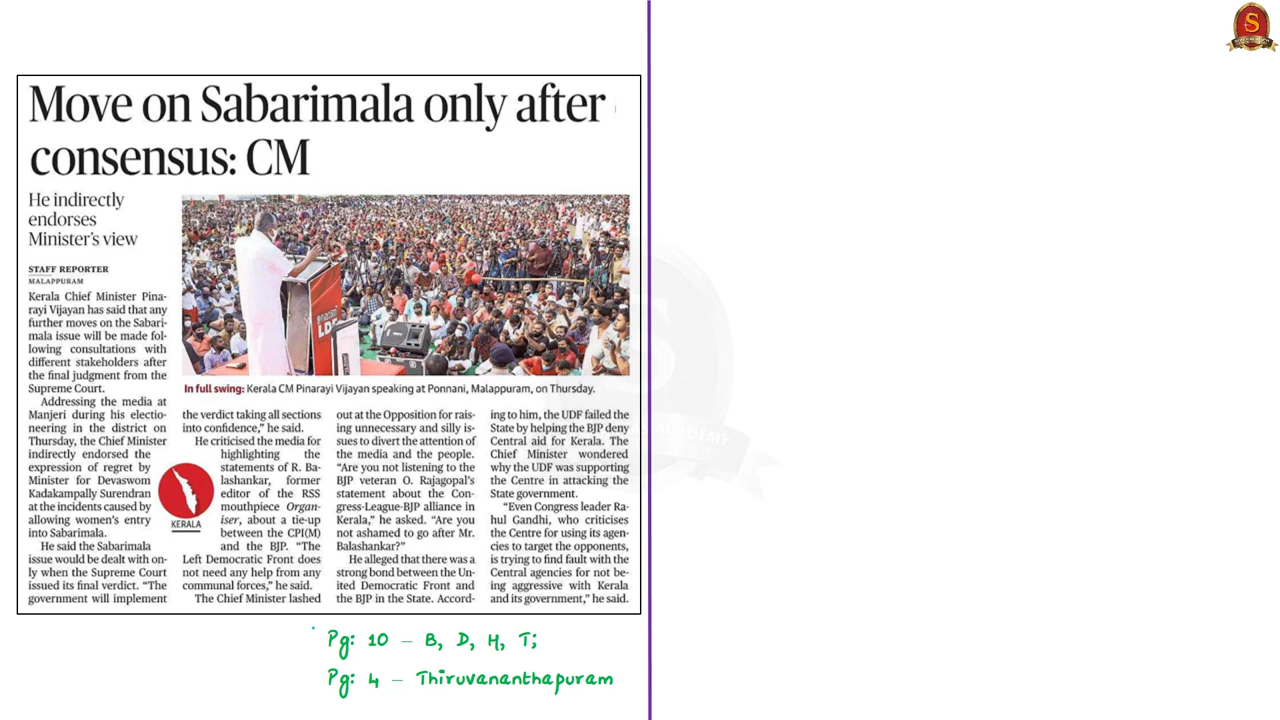 Move on Sabarimala only after
consensus: CM
He indirectly
endorses
Minister's view
STAFF REPORTER
MALAPPURAM
Kerala Chief Minister Pina-
rayi Vijayan has said that any
further moves on the Sabari-
mala issue will be made fol-
lowing consultations with
different stakeholders after
the final judgment from the
Supreme Court.
Addressing the media at
Manjeri during his electio-
neering in the district on
Thursday, the Chief Minister
indirectly endorsed the
expression of regret by
Minister for Devaswom
Kadakampally Surendran
at the incidents caused by
allowing women's entry
into Sabarimala.
He said the Sabarimala
issue would be dealt with on-
ly when the Supreme Court
issued its final verdict. "The
government will implement
In full swing: Kerala CM Pinarayi Vijayan speaking at Ponnani, Malappuram, on Thursday.
the verdict taking all sections
into confidence," he said.
He criticised the media for
highlighting the
statements of R. Ba-
lashankar, former
editor of the RSS
mouthpiece Organ-
iser, about a tie-up
between the CPI(M)
and the BJP. "The
Left Democratic Front does
not need any help from any
communal forces," he said.
The Chief Minister lashed
KERALA
out at the Opposition for rais-
ing unnecessary and silly is-
sues to divert the attention of
the media and the people.
"Are you not listening to the
BJP veteran O. Rajagopal's
statement about the Con-
gress-League-BJP alliance in
Kerala," he asked. "Are you
not ashamed to go after Mr.
Balashankar?"
He alleged that there was a
strong bond between the Un-
ited Democratic Front and
the BJP in the State. Accord-
ing to him, the UDF failed the
State by helping the BJP deny
Central aid for Kerala. The
Chief Minister wondered
why the UDF was supporting
the Centre in attacking the
State government.
"Even Congress leader Ra-
hul Gandhi, who criticises
the Centre for using its agen-
cies to target the opponents,
is trying to find fault with the
Central agencies for not be-
ing aggressive with Kerala
and its government," he said.
Pg: 10 – B, D, H, T;
Pg: 4 – Thiruvananthapuram
S